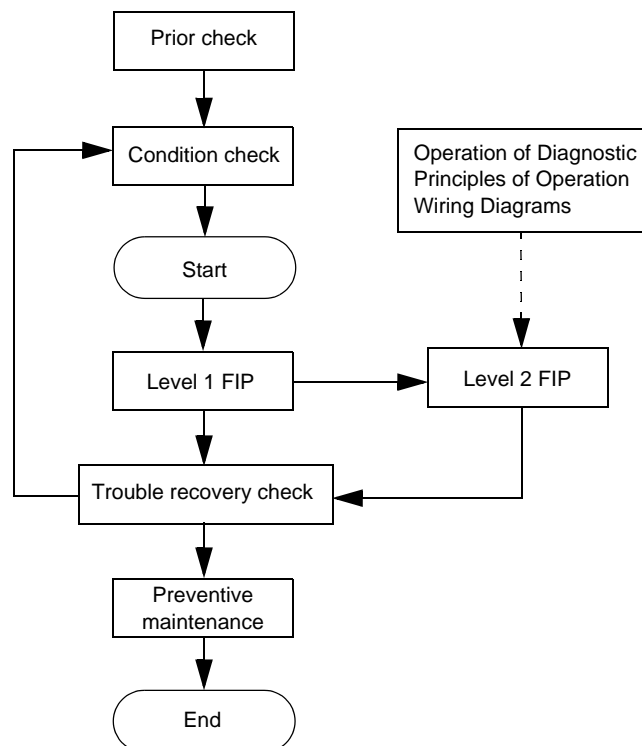 Prior check
Condition check
Operation of Diagnostic
Principles of Operation
Wiring Diagrams
Start
Level 1 FIP
Level 2 FIP
Trouble recovery check
Preventive
maintenance
End